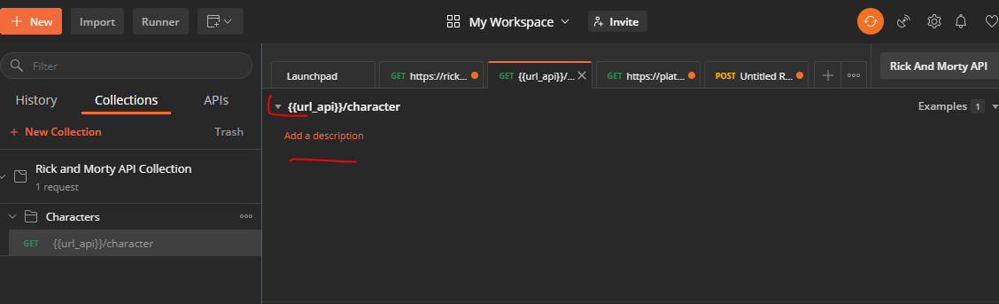 + New Import Runner My Workspace Invite
Filter
Launchpad GET https://rick... GET {{url_api}}/... GET https://plat... POST Untitled R... Rick And Morty API
History Collections APIs
{{url_api}}/character Examples 1
+ New Collection Trash
Add a description
Rick and Morty API Collection
1 request
Characters
GET {{url_api}}/character